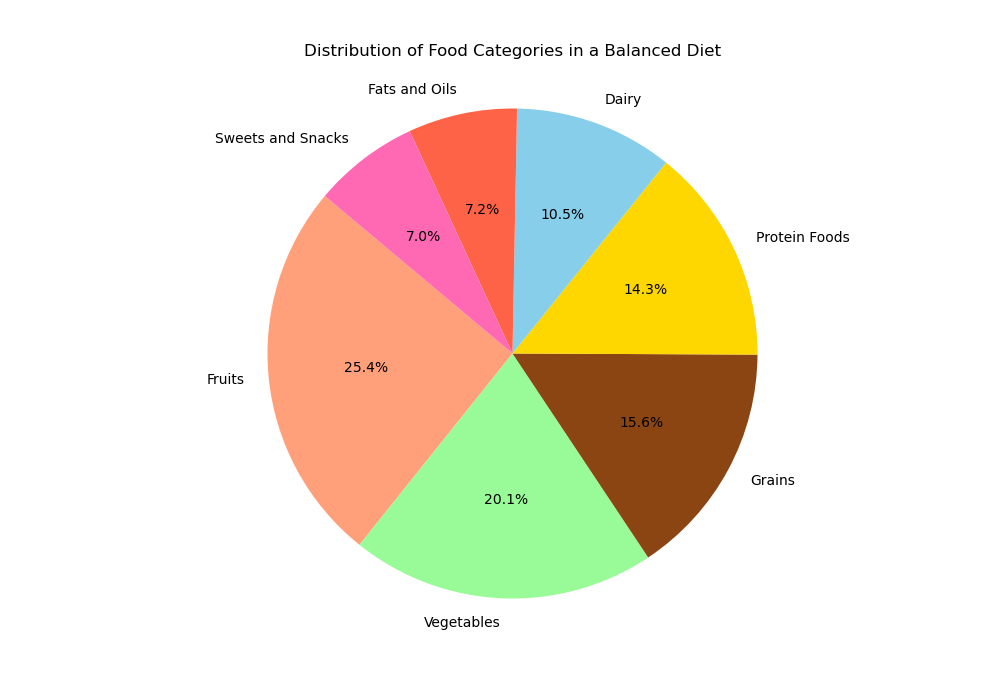 Distribution of Food Categories in a Balanced Diet
Fats and Oils
Dairy
Sweets and Snacks
7.2%
10.5%
7.0%
Protein Foods
14.3%
Fruits
25.4%
15.6%
Grains
20.1%
Vegetables